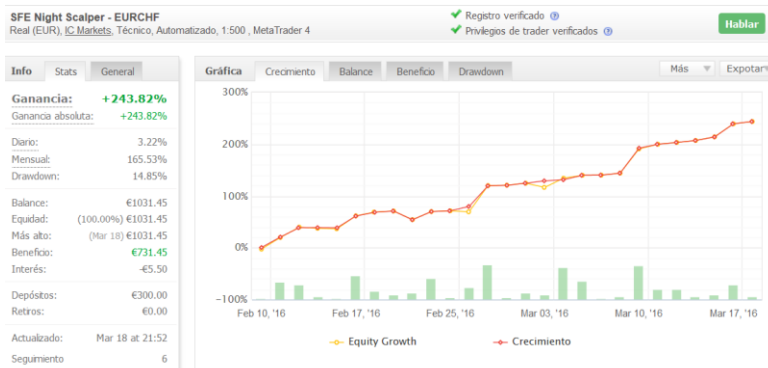 SFE Night Scalper - EURCHF
Real (EUR), IC Markets, Técnico, Automatizado, 1:500 , MetaTrader 4
Registro verificado
Privilegios de trader verificados
Hablar
Info Stats General
Ganancia: +243.82%
Ganancia absoluta: +243.82%
Diario: 3.22%
Mensual: 165.53%
Drawdown: 14.85%
Balance: €1031.45
Equidad: (100.00%) €1031.45
Más alto: (Mar 18) €1031.45
Beneficio: €731.45
Interés: -€5.50
Depósitos: €300.00
Retiros: €0.00
Actualizado: Mar 18 at 21:52
Seguimiento 6
Gráfica Crecimiento Balance Beneficio Drawdown Más Expotar
300%
200%
100%
0%
-100%
Feb 10, '16 Feb 17, '16 Feb 25, '16 Mar 03, '16 Mar 10, '16 Mar 17, '16
Equity Growth Crecimiento